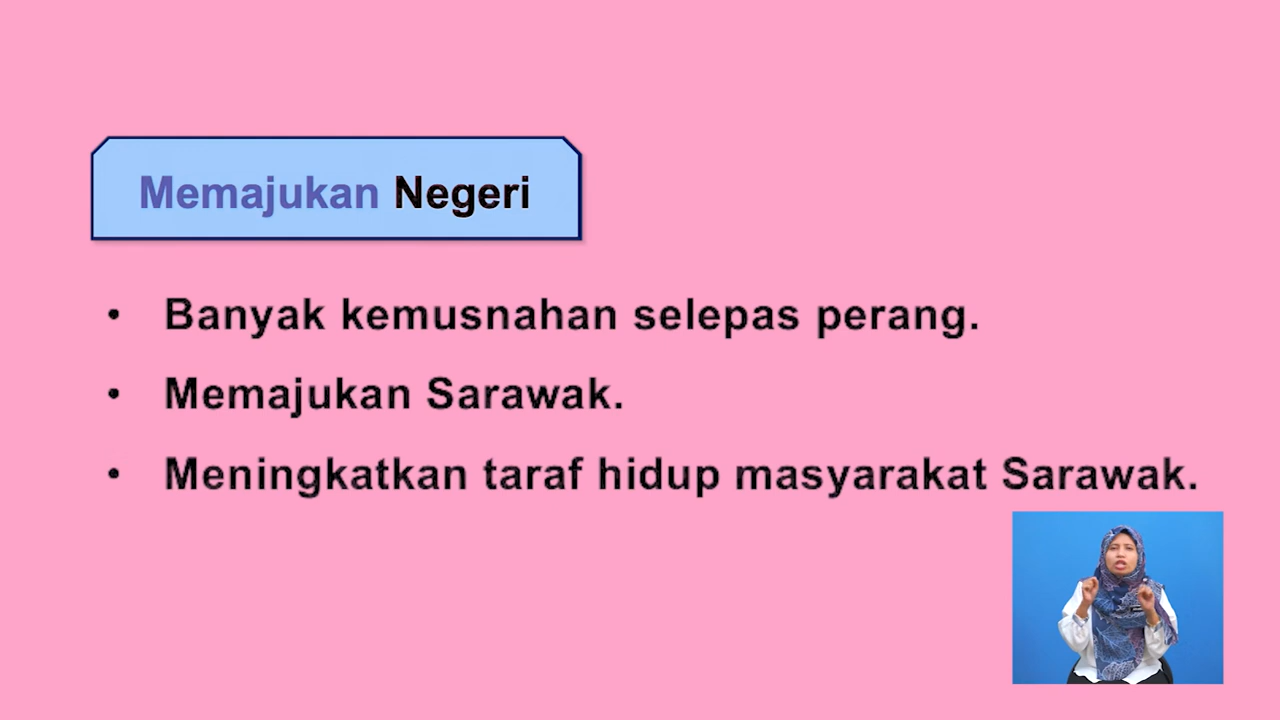 Memajukan Negeri
• Banyak kemusnahan selepas perang.
• Memajukan Sarawak.
• Meningkatkan taraf hidup masyarakat Sarawak.